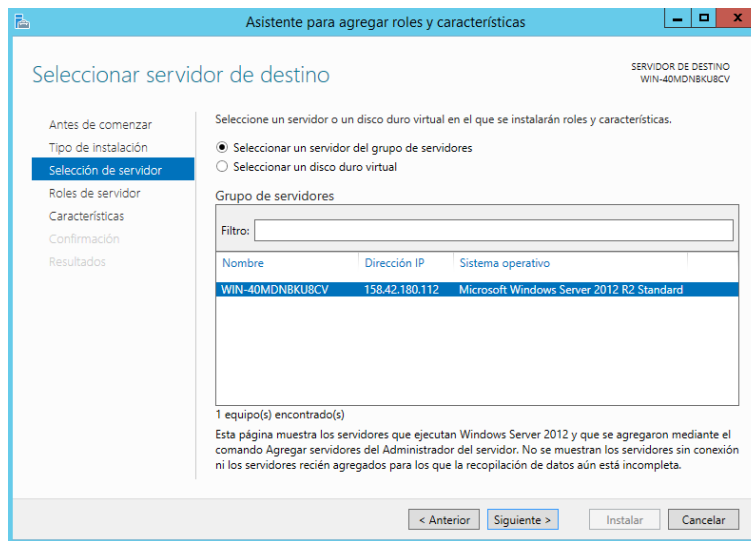 Asistente para agregar roles y características
Seleccionar servidor de destino
SERVIDOR DE DESTINO
WIN-40MDNBKU8CV
Antes de comenzar
Tipo de instalación
Selección de servidor
Roles de servidor
Características
Confirmación
Resultados
Seleccione un servidor o un disco duro virtual en el que se instalarán roles y características.
Seleccionar un servidor del grupo de servidores
Seleccionar un disco duro virtual
Grupo de servidores
Filtro:
Nombre Dirección IP Sistema operativo
WIN-40MDNBKU8CV 158.42.180.112 Microsoft Windows Server 2012 R2 Standard
1 equipo(s) encontrado(s)
Esta página muestra los servidores que ejecutan Windows Server 2012 y que se agregaron mediante el
comando Agregar servidores del Administrador del servidor. No se muestran los servidores sin conexión
ni los servidores recién agregados para los que la recopilación de datos aún está incompleta.
< Anterior Siguiente > Instalar Cancelar